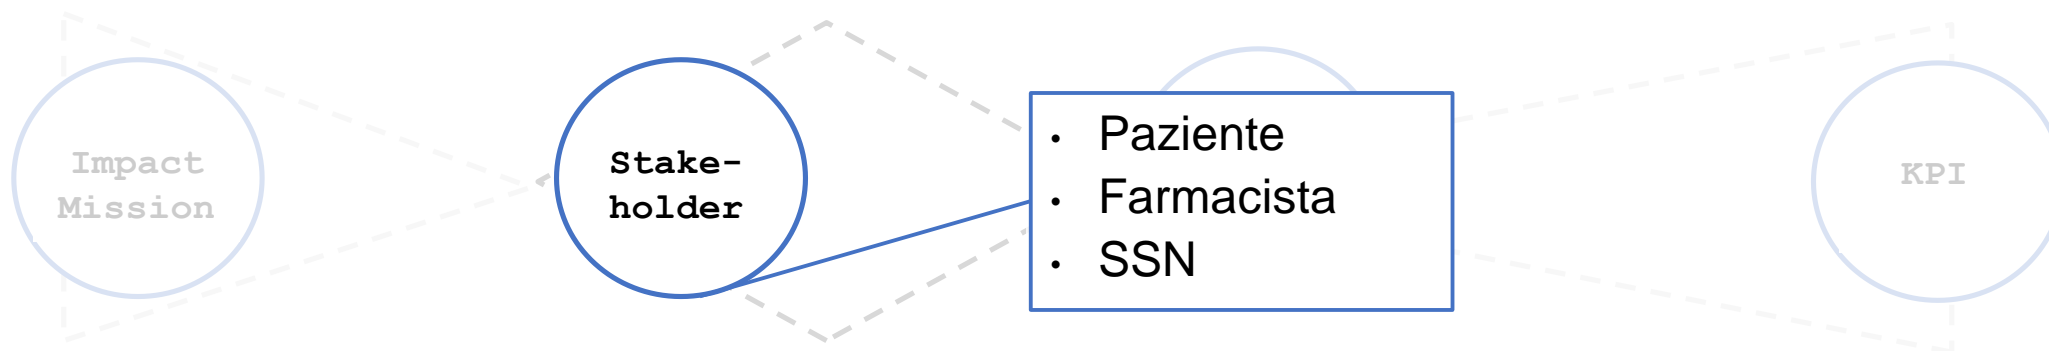 Impact
Mission
Stake-
holder
• Paziente
• Farmacista
• SSN
KPI